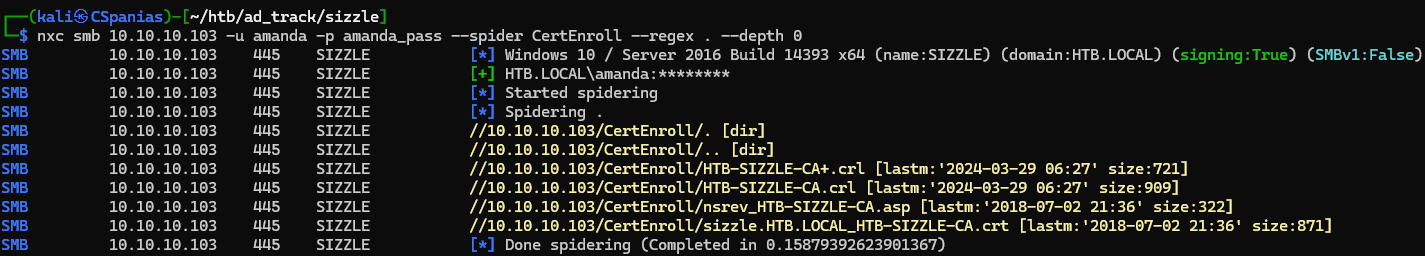 ┌──(kali㉿CSpanias)-[~/htb/ad_track/sizzle]
└─$ nxc smb 10.10.10.103 -u amanda -p amanda_pass --spider CertEnroll --regex . --depth 0
SMB 10.10.10.103 445 SIZZLE [*] Windows 10 / Server 2016 Build 14393 x64 (name:SIZZLE) (domain:HTB.LOCAL) (signing:True) (SMBv1:False)
SMB 10.10.10.103 445 SIZZLE [+] HTB.LOCAL\amanda:********
SMB 10.10.10.103 445 SIZZLE [*] Started spidering
SMB 10.10.10.103 445 SIZZLE [*] Spidering .
SMB 10.10.10.103 445 SIZZLE //10.10.10.103/CertEnroll/. [dir]
SMB 10.10.10.103 445 SIZZLE //10.10.10.103/CertEnroll/.. [dir]
SMB 10.10.10.103 445 SIZZLE //10.10.10.103/CertEnroll/HTB-SIZZLE-CA+.crl [lastm:'2024-03-29 06:27' size:721]
SMB 10.10.10.103 445 SIZZLE //10.10.10.103/CertEnroll/HTB-SIZZLE-CA.crl [lastm:'2024-03-29 06:27' size:909]
SMB 10.10.10.103 445 SIZZLE //10.10.10.103/CertEnroll/nsrev_HTB-SIZZLE-CA.asp [lastm:'2018-07-02 21:36' size:322]
SMB 10.10.10.103 445 SIZZLE //10.10.10.103/CertEnroll/sizzle.HTB.LOCAL_HTB-SIZZLE-CA.crt [lastm:'2018-07-02 21:36' size:871]
SMB 10.10.10.103 445 SIZZLE [*] Done spidering (Completed in 0.15879392623901367)